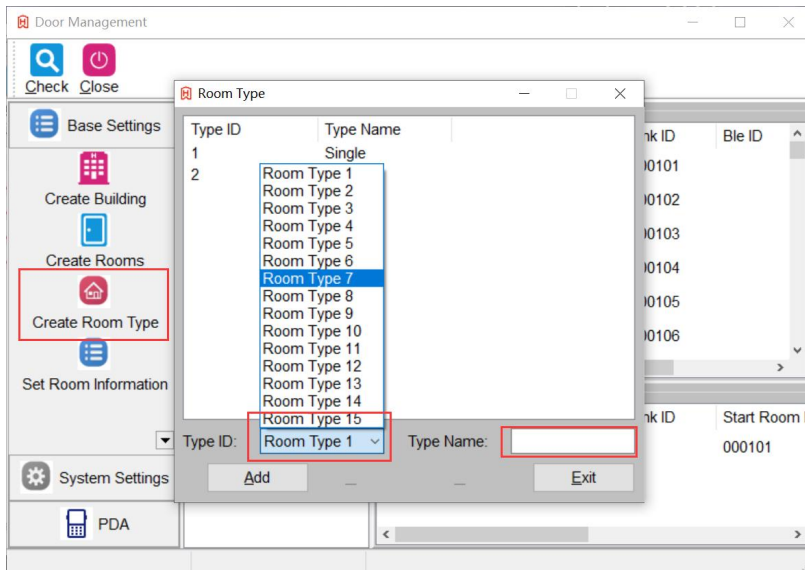 Door Management
Check Close
Room Type
Base Settings
Create Building
Create Rooms
Create Room Type
Set Room Information
System Settings
PDA
Type ID Type Name
1 Single
2
Room Type 1
Room Type 2
Room Type 3
Room Type 4
Room Type 5
Room Type 6
Room Type 7
Room Type 8
Room Type 9
Room Type 10
Room Type 11
Room Type 12
Room Type 13
Room Type 14
Room Type 15
Type ID: Room Type 1 Type Name:
Add Exit
ID Ble ID
00101
00102
00103
00104
00105
00106
ID Start Room
000101